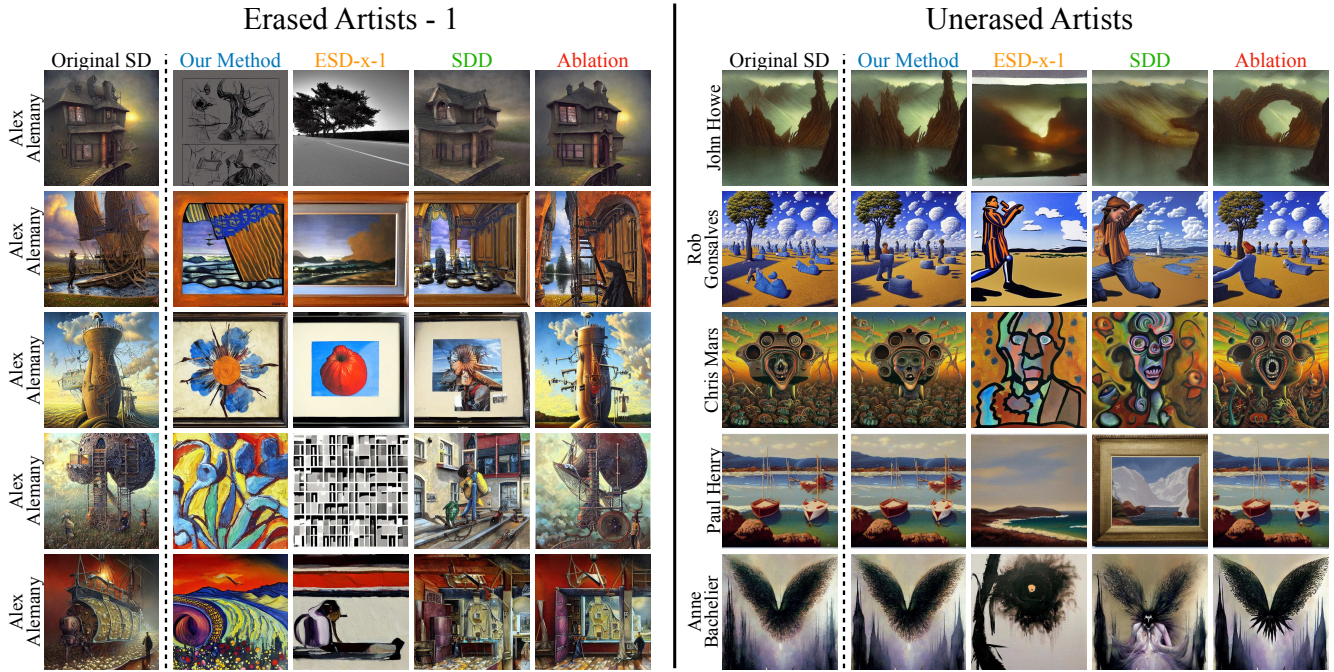 Erased Artists - 1
Unerased Artists
Original SD
Our Method
ESD-x-1
SDD
Ablation
Original SD
Our Method
ESD-x-1
SDD
Ablation
Alex
Alemany
Alex
Alemany
Alex
Alemany
Alex
Alemany
Alex
Alemany
John Howe
Rob
Gonsalves
Chris Mars
Paul Henry
Anne
Bachelier